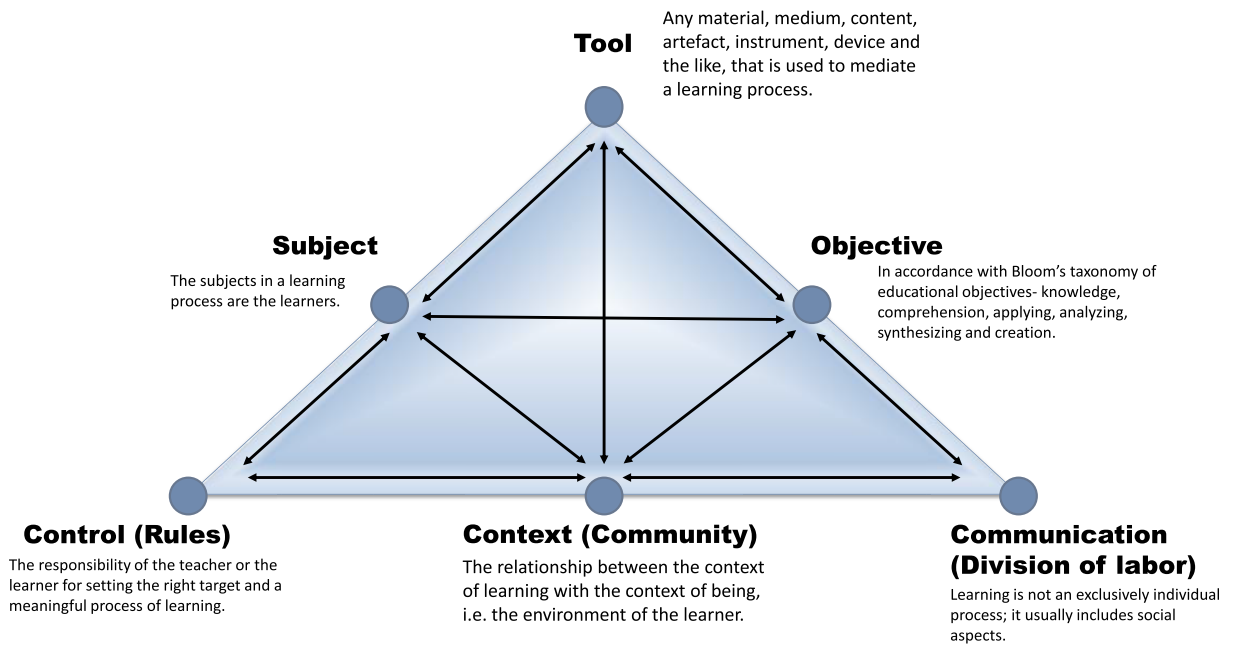 Tool
Any material, medium, content,
artefact, instrument, device and
the like, that is used to mediate
a learning process.
Subject
The subjects in a learning
process are the learners.
Objective
In accordance with Bloom’s taxonomy of
educational objectives- knowledge,
comprehension, applying, analyzing,
synthesizing and creation.
Control (Rules)
The responsibility of the teacher or the
learner for setting the right target and a
meaningful process of learning.
Context (Community)
The relationship between the context
of learning with the context of being,
i.e. the environment of the learner.
Communication
(Division of labor)
Learning is not an exclusively individual
process; it usually includes social
aspects.